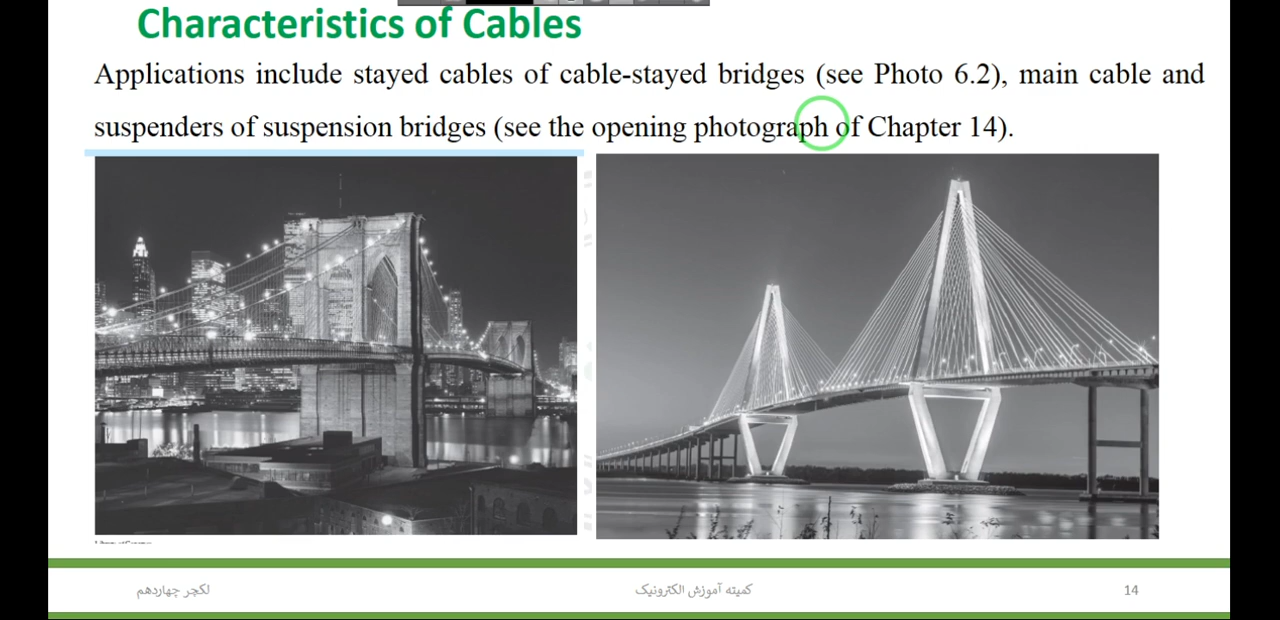 Characteristics of Cables
Applications include stayed cables of cable-stayed bridges (see Photo 6.2), main cable and
suspenders of suspension bridges (see the opening photograph of Chapter 14).
لکچر چهاردهم
کمیته آموزش الکترونیک
14